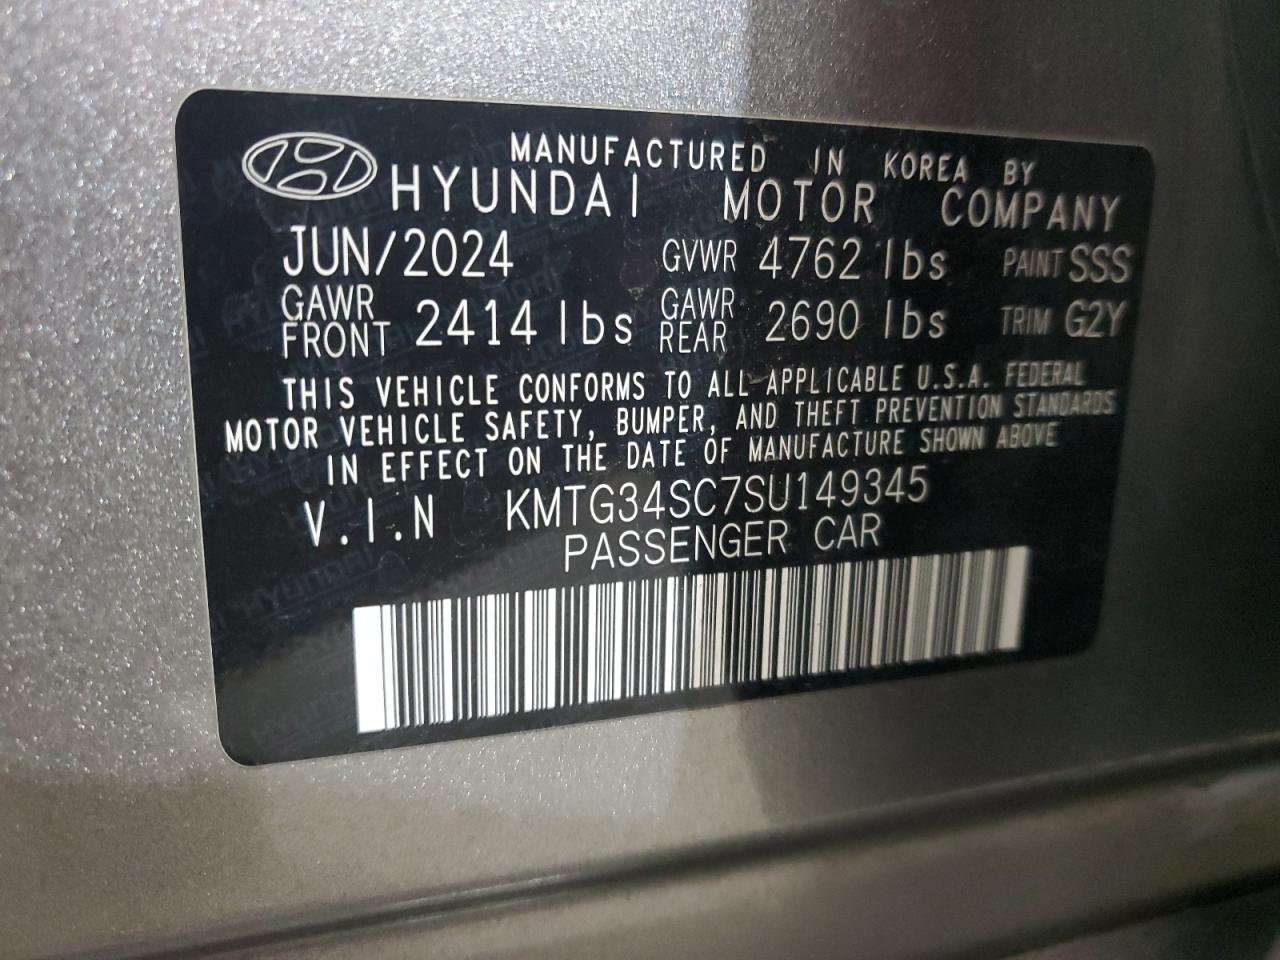 MANUFACTURED IN KOREA BY
HYUNDAI MOTOR COMPANY
JUN/2024 GVWR 4762 lbs PAINT SSS
GAWR FRONT 2414 lbs GAWR REAR 2690 lbs TRIM G2Y
THIS VEHICLE CONFORMS TO ALL APPLICABLE U.S.A. FEDERAL
MOTOR VEHICLE SAFETY, BUMPER, AND THEFT PREVENTION STANDARDS
IN EFFECT ON THE DATE OF MANUFACTURE SHOWN ABOVE
V.I.N KMTG34SC7SU149345
PASSENGER CAR